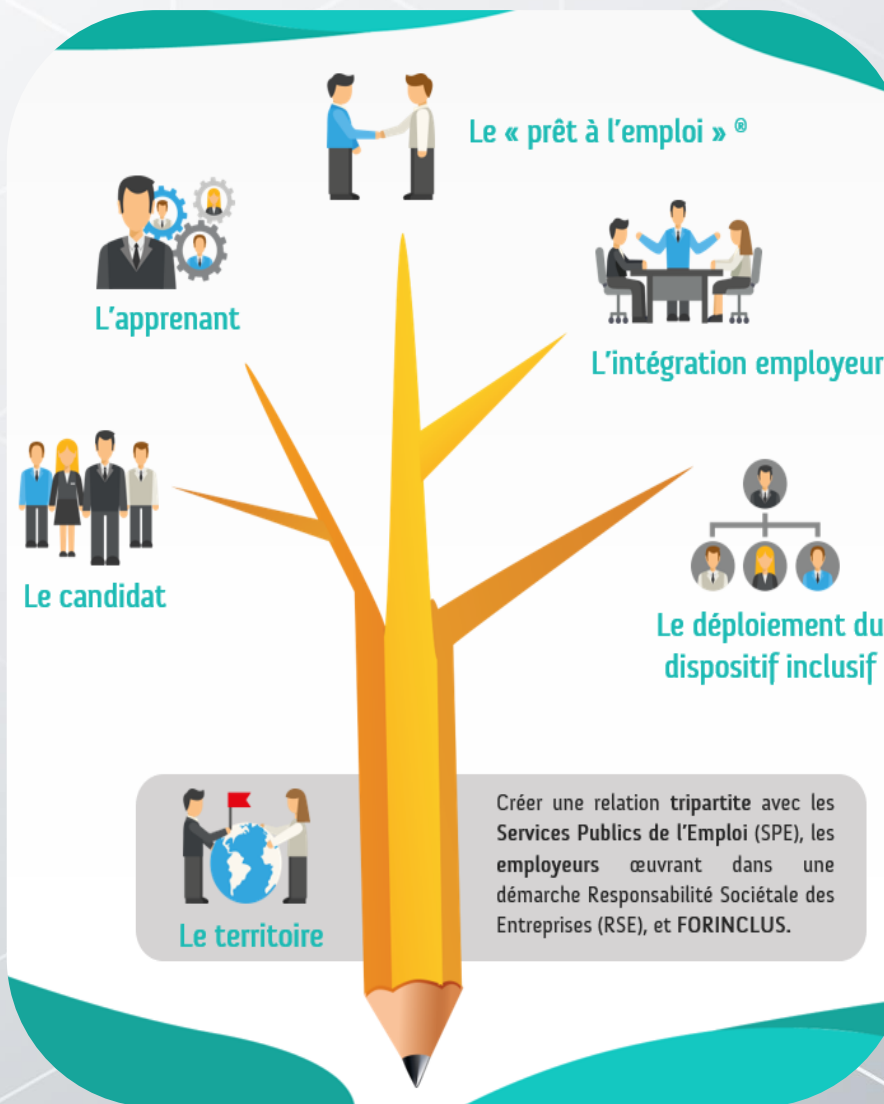 Le « prêt à l'emploi » ®
L'apprenant
L'intégration employeur
Le candidat
Le déploiement du
dispositif inclusif
Le territoire
Créer une relation tripartite avec les
Services Publics de l'Emploi (SPE), les
employeurs œuvrant dans une
démarche Responsabilité Sociétale des
Entreprises (RSE), et FORINCLUS.